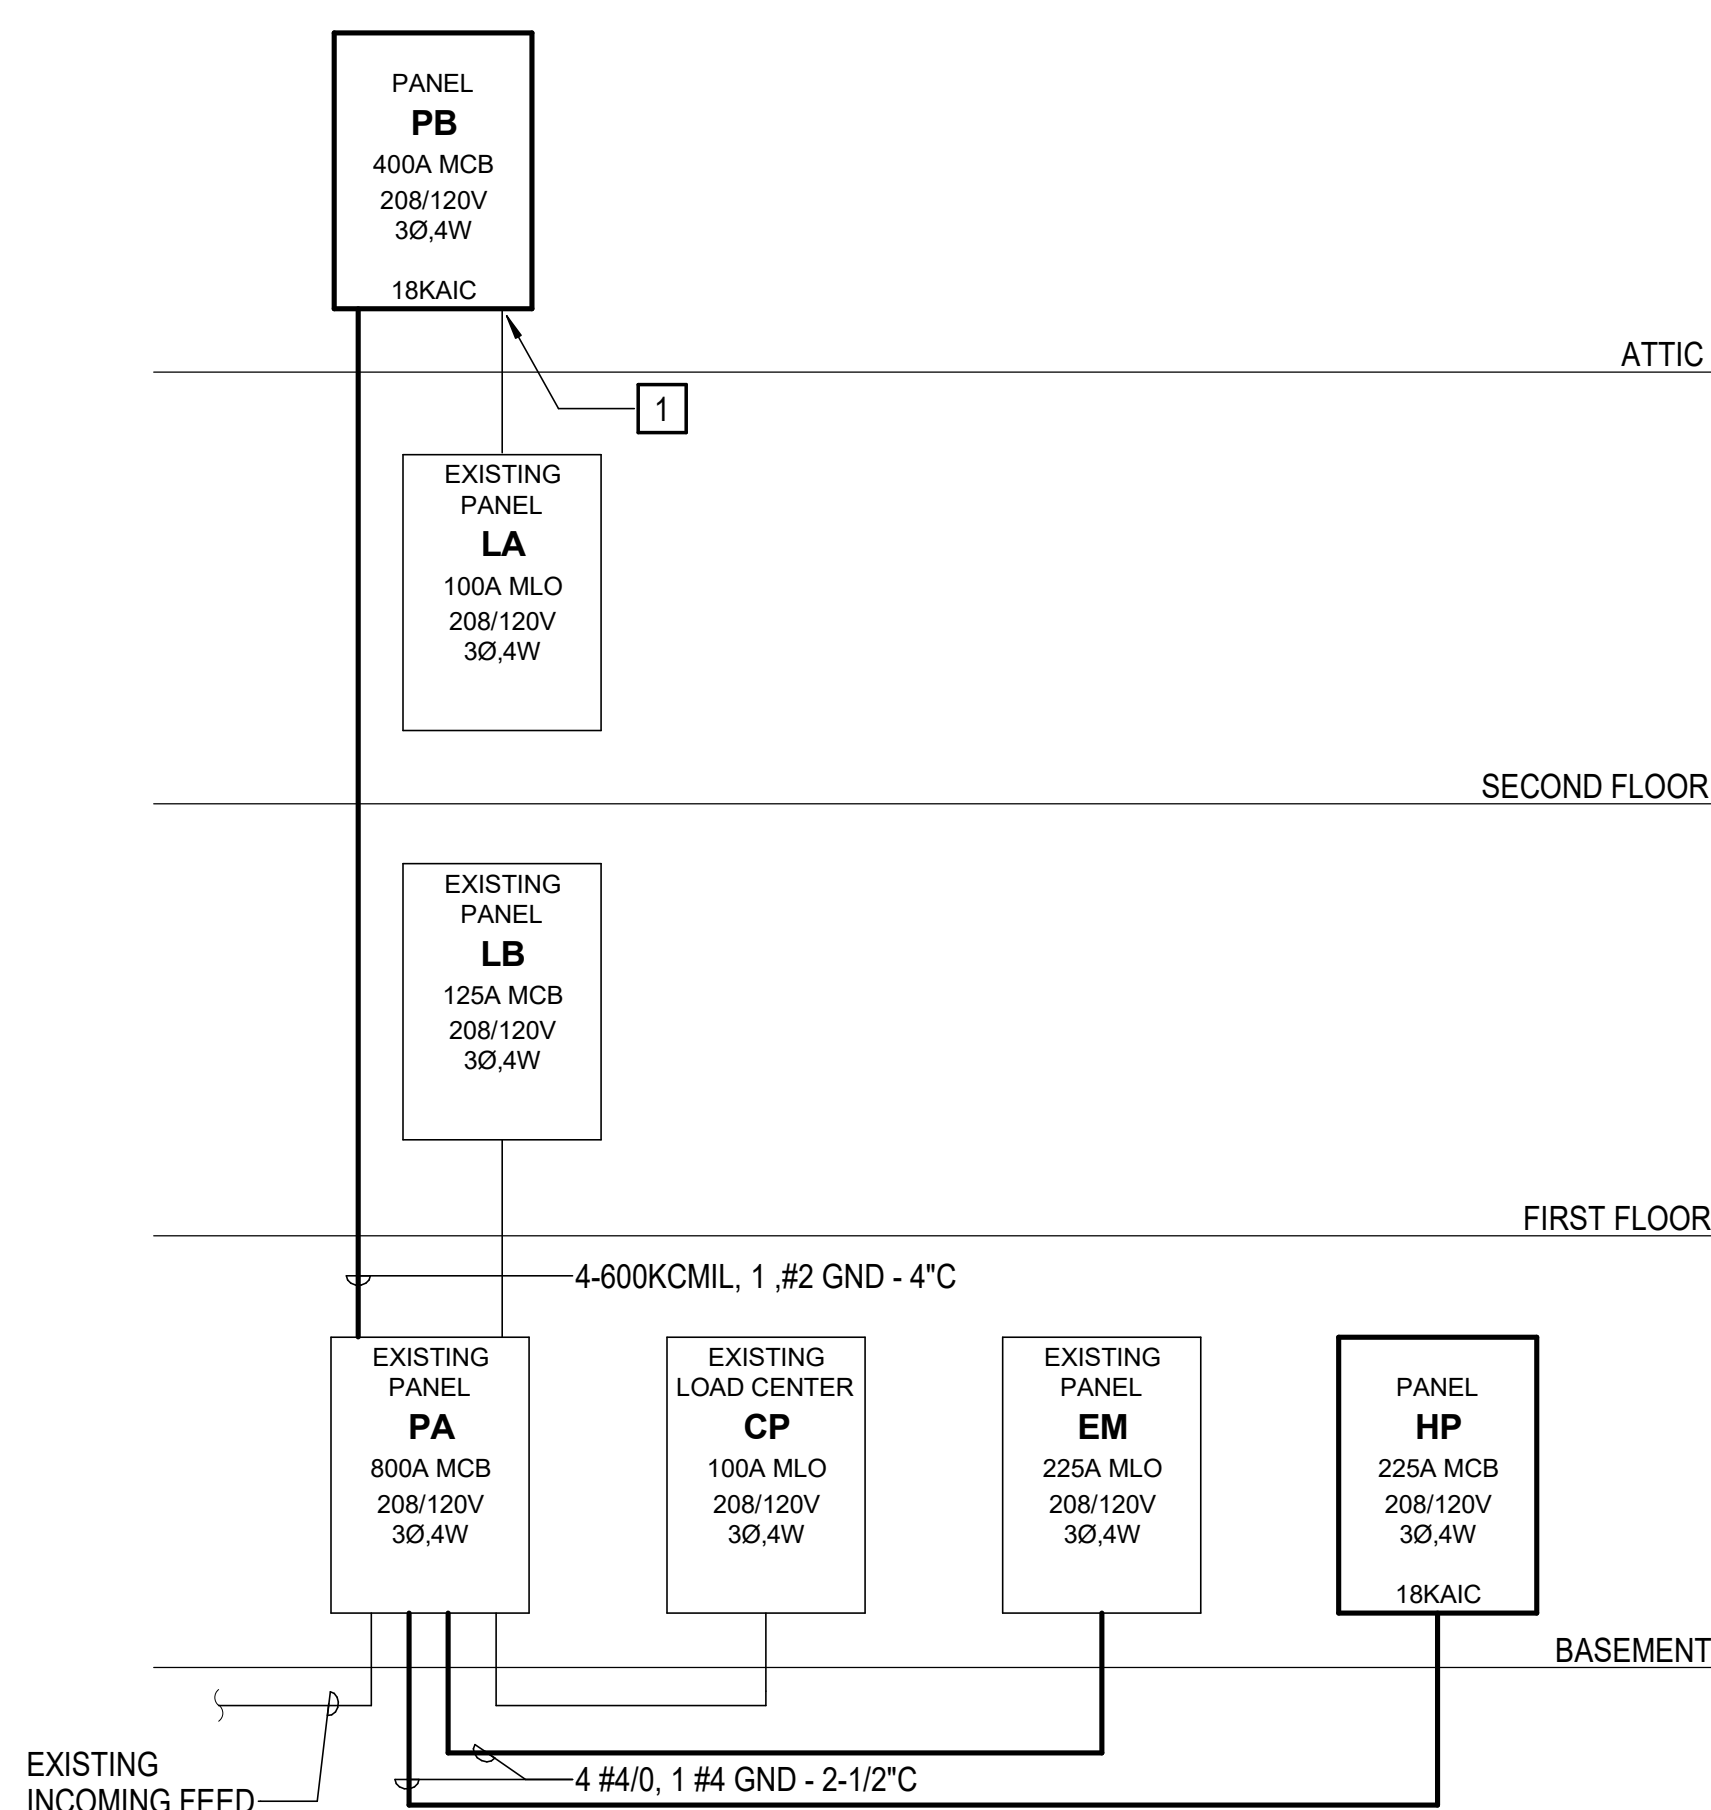 PANEL
PB
400A MCB
208/120V
3Ø,4W
18KAIC
ATTIC
1
EXISTING
PANEL
LA
100A MLO
208/120V
3Ø,4W
SECOND FLOOR
EXISTING
PANEL
LB
125A MCB
208/120V
3Ø,4W
FIRST FLOOR
4-600KCMIL, 1 ,#2 GND - 4"C
EXISTING
PANEL
PA
800A MCB
208/120V
3Ø,4W
EXISTING
LOAD CENTER
CP
100A MLO
208/120V
3Ø,4W
EXISTING
PANEL
EM
225A MLO
208/120V
3Ø,4W
PANEL
HP
225A MCB
208/120V
3Ø,4W
18KAIC
BASEMENT
EXISTING
INCOMING FEED
4 #4/0, 1 #4 GND - 2-1/2"C